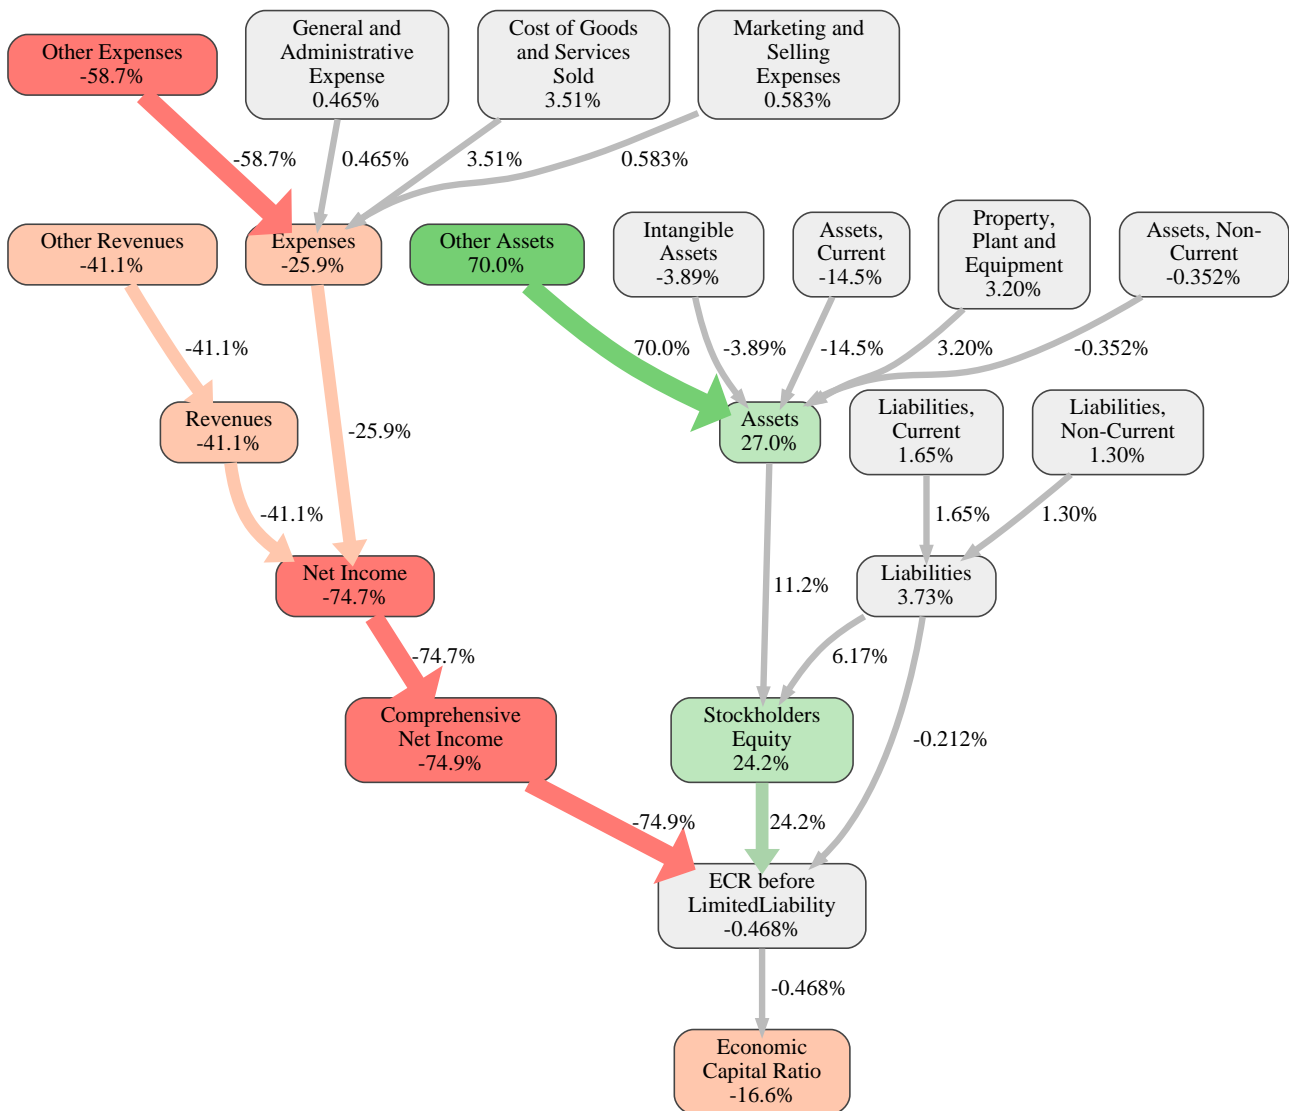 Other Expenses
-58.7%
General and
Administrative
Expense
0.465%
Cost of Goods
and Services
Sold
3.51%
Marketing and
Selling
Expenses
0.583%
-58.7%
0.465%
3.51%
0.583%
Other Revenues
-41.1%
Expenses
-25.9%
Other Assets
70.0%
Intangible
Assets
-3.89%
Assets,
Current
-14.5%
Property,
Plant and
Equipment
3.20%
Assets, Non-
Current
-0.352%
-41.1%
-25.9%
70.0%
-3.89%
-14.5%
3.20%
-0.352%
Revenues
-41.1%
Assets
27.0%
Liabilities,
Current
1.65%
Liabilities,
Non-Current
1.30%
-41.1%
11.2%
1.65%
1.30%
Net Income
-74.7%
Liabilities
3.73%
-74.7%
6.17%
-0.212%
Comprehensive
Net Income
-74.9%
Stockholders
Equity
24.2%
-74.9%
24.2%
ECR before
LimitedLiability
-0.468%
-0.468%
Economic
Capital Ratio
-16.6%